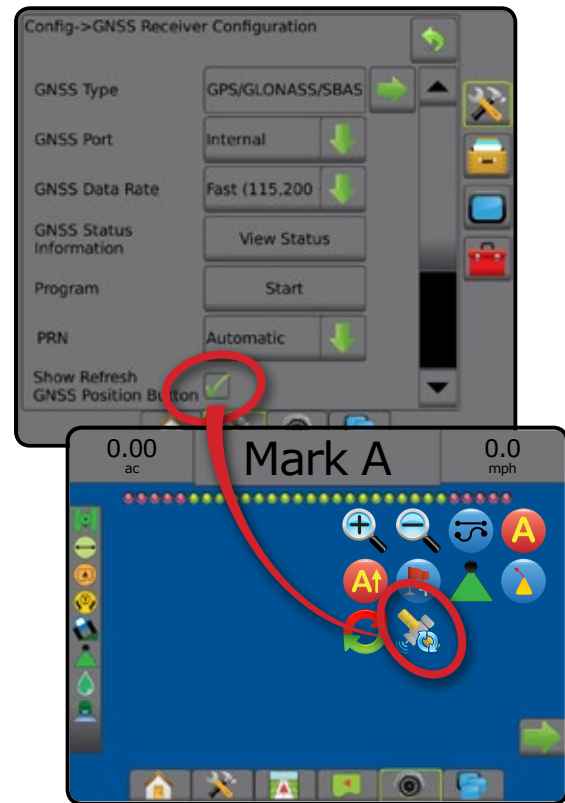 Config->GNSS Receiver Configuration
GNSS Type GPS/GLONASS/SBAS
GNSS Port Internal
GNSS Data Rate Fast (115,200
GNSS Status
Information
View Status
Program Start
PRN Automatic
Show Refresh
GNSS Position Button
0.00
ac
Mark A
0.0
mph
A
A